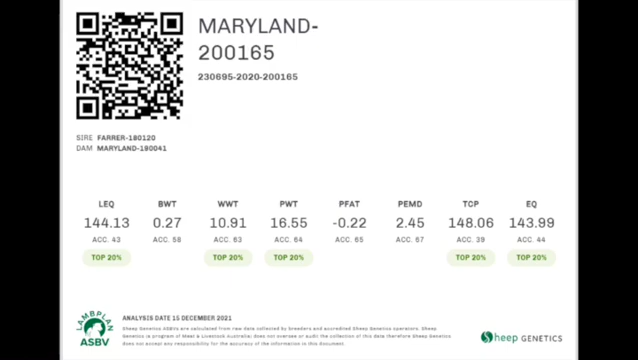 MARYLAND-
200165
230695-2020-200165
SIRE FARRER-180120
DAM MARYLAND-190041
LEQ BWT WWT PWT PFAT PEMD TCP EQ
144.13 0.27 10.91 16.55 -0.22 2.45 148.06 143.99
ACC. 43 ACC. 58 ACC. 63 ACC. 64 ACC. 65 ACC. 67 ACC. 39 ACC. 44
TOP 20% TOP 20% TOP 20% TOP 20% TOP 20%
LAMBPLAN
ASBV
ANALYSIS DATE 15 DECEMBER 2021
Sheep Genetics ASBVs are calculated from raw data collected by breeders and accredited Sheep Genetics operators. Sheep
Genetics (a program of Meat & Livestock Australia) does not oversee or audit the collection of this data therefore Sheep Genetics
does not accept any responsibility for the accuracy of the information in this document.
Sheep GENETICS